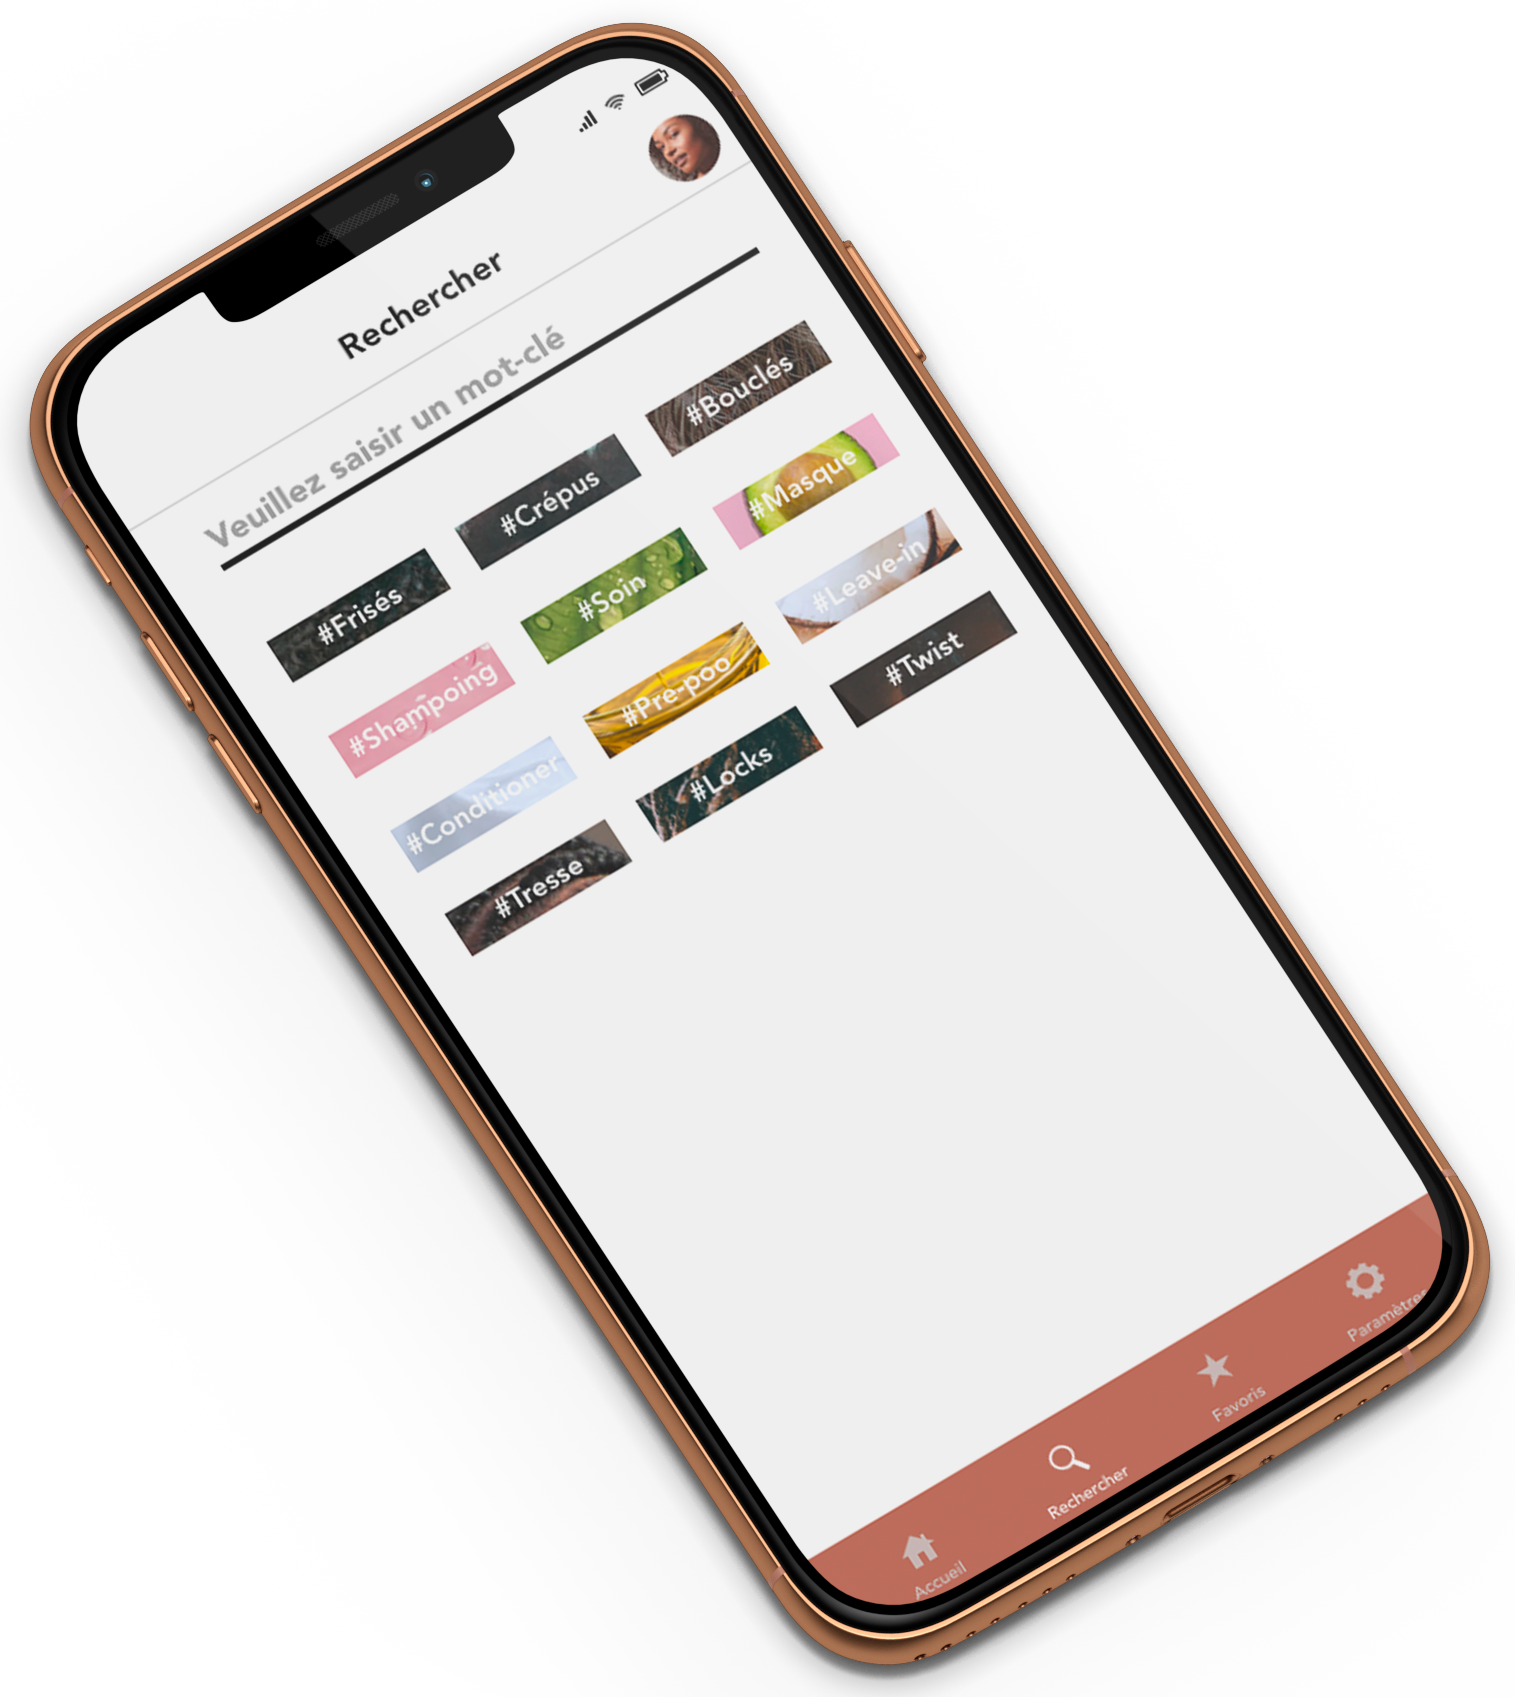 Rechercher
Veuillez saisir un mot-clé
#Frisés #Crépus #Bouclés
#Shampoing #Soin #Masque
#Conditioner #Pre-poo #Leave-in
#Tresse #Locks #Twist
Accueil Rechercher Favoris Paramètres